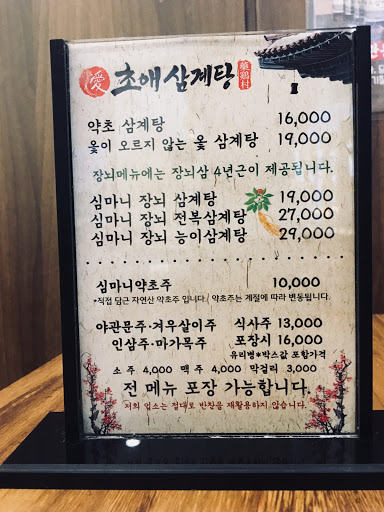 愛 초애삼계탕 蔘鷄村
약초 삼계탕 16,000
옻이 오르지 않는 옻 삼계탕 19,000
장뇌메뉴에는 장뇌삼 4년근이 제공됩니다.
심마니 장뇌 삼계탕 19,000
심마니 장뇌 전복삼계탕 27,000
심마니 장뇌 능이삼계탕 29,000
심마니약초주 10,000
*직접 담근 자연산 약초주 입니다./ 약초주는 계절에 따라 변동됩니다.
야관문주·겨우살이주 식사주 13,000
인삼주·마가목주 포장시 16,000
유리병*박스값 포함가격
소 주 4,000 맥 주 4,000 막걸리 3,000
전 메뉴 포장 가능합니다.
저희 업소는 절대로 반찬을 재활용하지 않습니다.